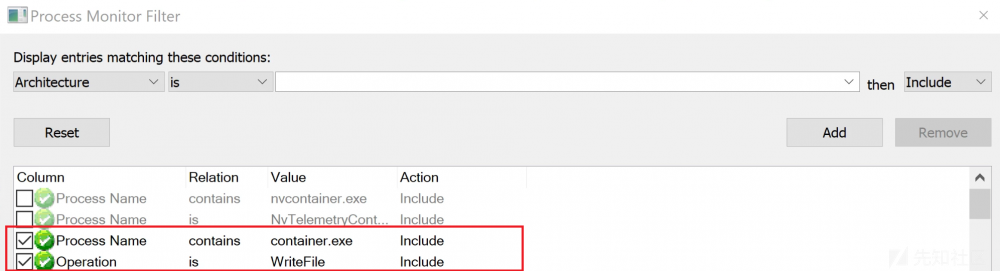 Process Monitor Filter
Display entries matching these conditions:
Architecture is then Include
Reset Add Remove
Column Relation Value Action
Process Name contains nvcontainer.exe Include
Process Name is NvTelemetryCont... Include
Process Name contains container.exe Include
Operation is WriteFile Include
先知社区